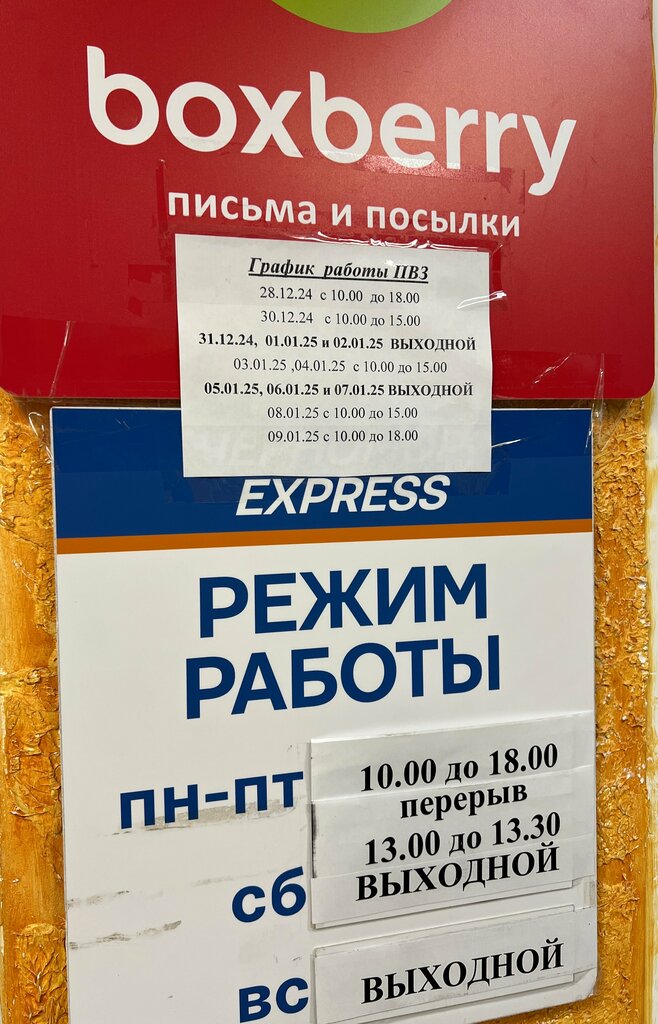 boxberry
письма и посылки
График работы ПВЗ
28.12.24 с 10.00 до 18.00
30.12.24 с 10.00 до 15.00
31.12.24, 01.01.25 и 02.01.25 ВЫХОДНОЙ
03.01.25 ,04.01.25 с 10.00 до 15.00
05.01.25, 06.01.25 и 07.01.25 ВЫХОДНОЙ
08.01.25 с 10.00 до 15.00
09.01.25 с 10.00 до 18.00
EXPRESS
РЕЖИМ
РАБОТЫ
пн-пт 10.00 до 18.00
перерыв
13.00 до 13.30
сб ВЫХОДНОЙ
вс ВЫХОДНОЙ